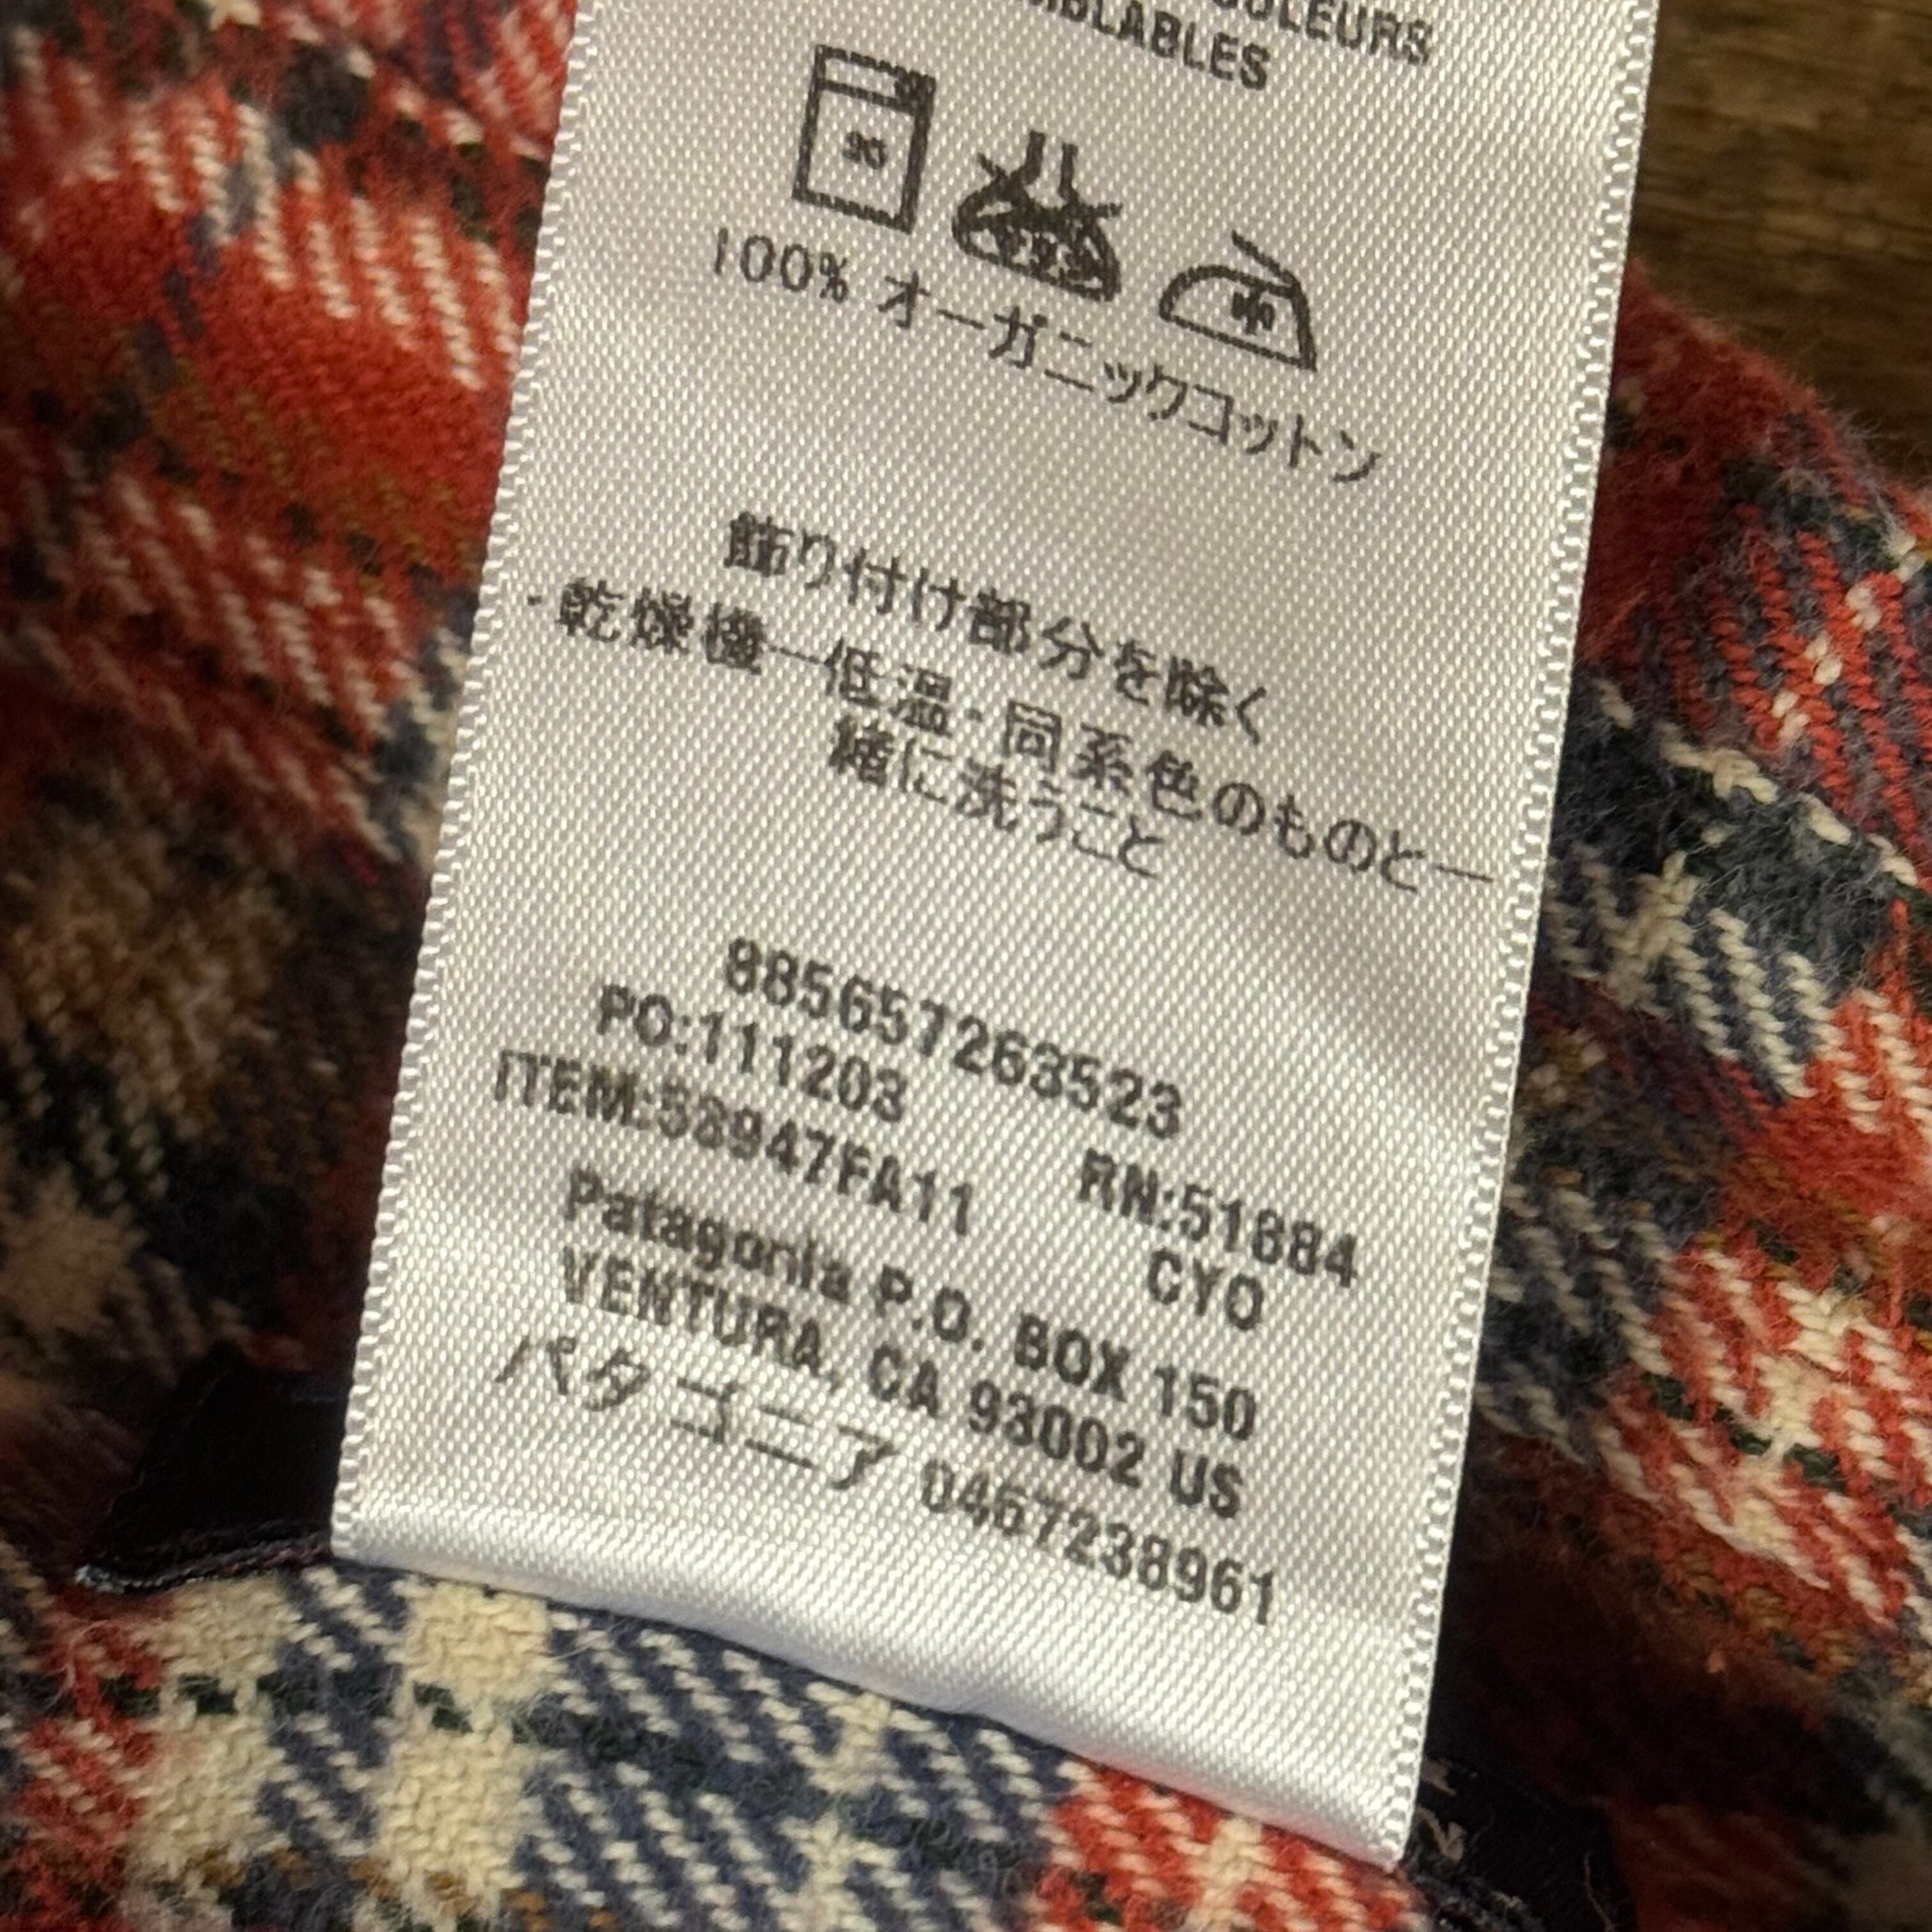 COULEURS
SEMBLABLES
30
中
100% オーガニックコットン
飾り付け部分を除く
・乾燥機―低温・同系色のものと一
緒に洗うこと
885657263523
PO:111203 RN:51884
ITEM:58947FA11 CYO
Patagonia P.O. BOX 150
VENTURA, CA 93002 US
パタゴニア 0467238961